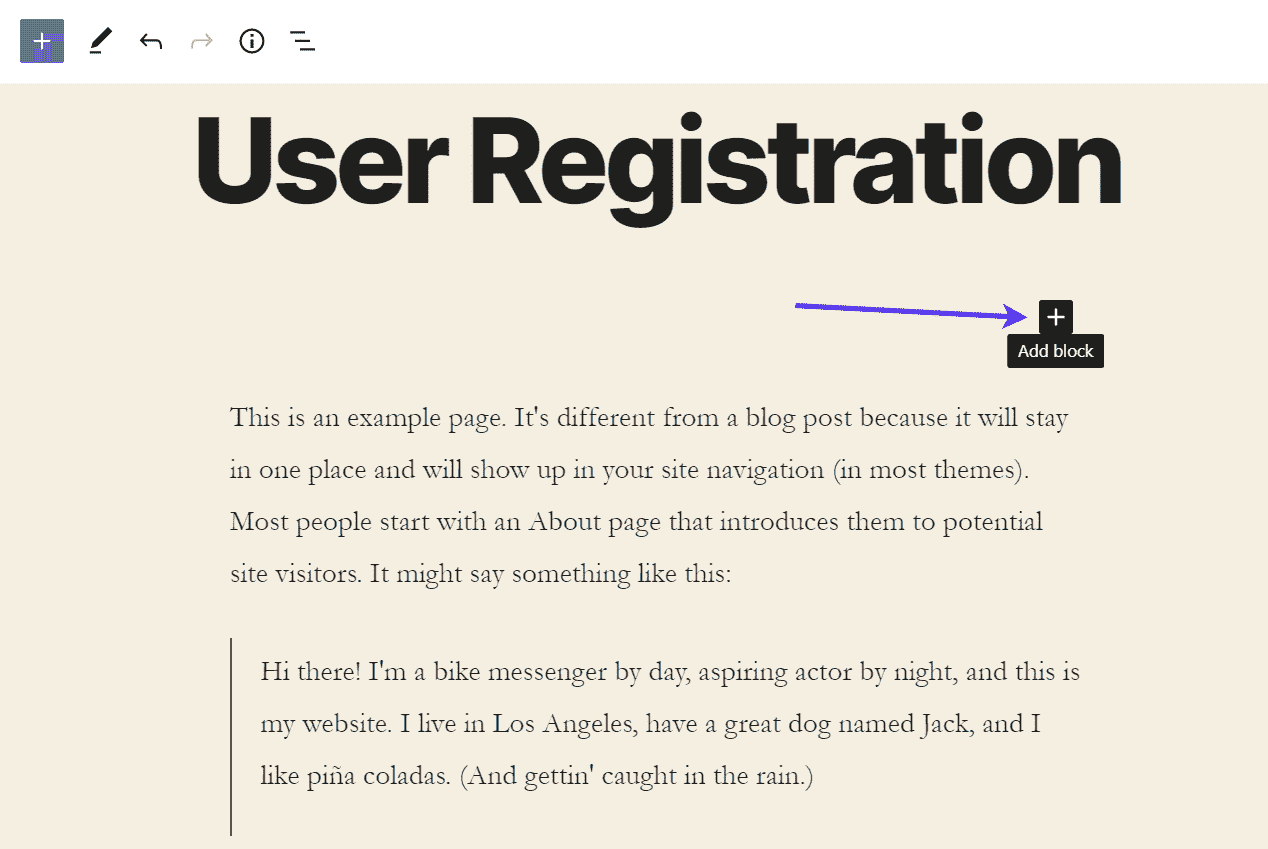 User Registration
Add block
This is an example page. It's different from a blog post because it will stay
in one place and will show up in your site navigation (in most themes).
Most people start with an About page that introduces them to potential
site visitors. It might say something like this:
Hi there! I'm a bike messenger by day, aspiring actor by night, and this is
my website. I live in Los Angeles, have a great dog named Jack, and I
like piña coladas. (And gettin' caught in the rain.)